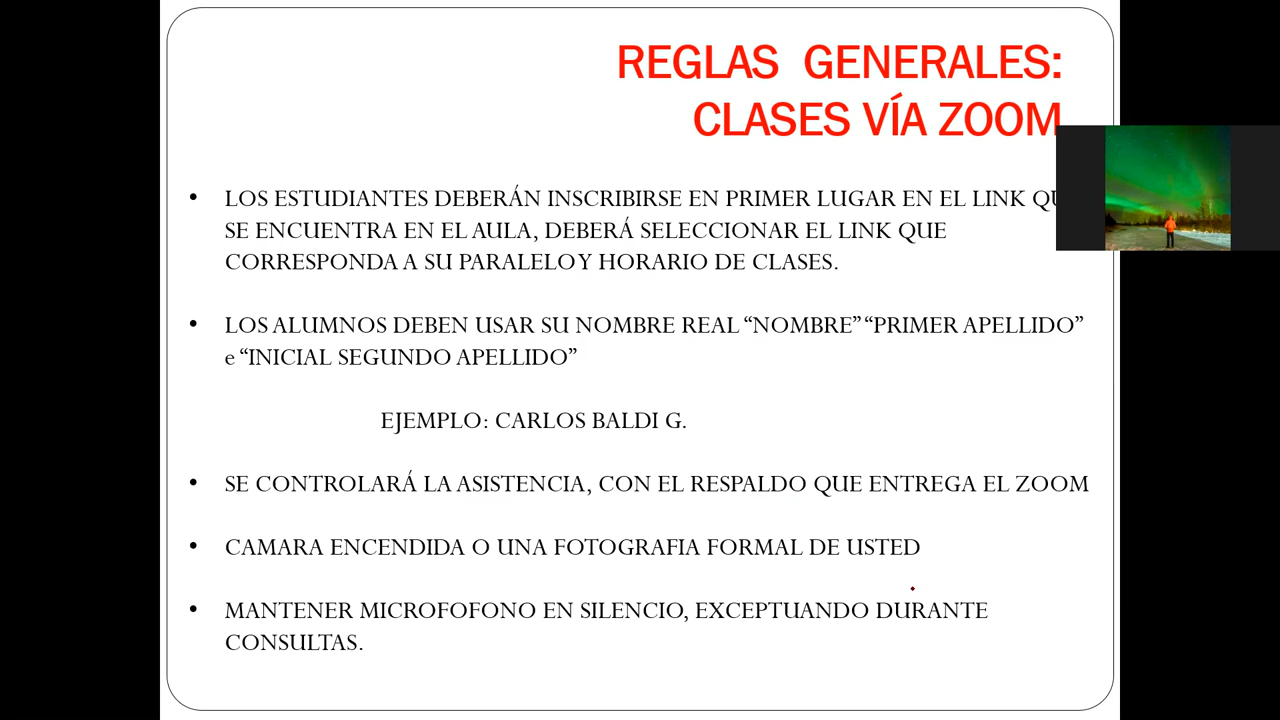 REGLAS GENERALES:
CLASES VÍA ZOOM
• LOS ESTUDIANTES DEBERÁN INSCRIBIRSE EN PRIMER LUGAR EN EL LINK
SE ENCUENTRA EN EL AULA, DEBERÁ SELECCIONAR EL LINK QUE
CORRESPONDA A SU PARALELO Y HORARIO DE CLASES.
• LOS ALUMNOS DEBEN USAR SU NOMBRE REAL “NOMBRE” “PRIMER APELLIDO”
e “INICIAL SEGUNDO APELLIDO”
EJEMPLO: CARLOS BALDI G.
• SE CONTROLARÁ LA ASISTENCIA, CON EL RESPALDO QUE ENTREGA EL ZOOM
• CAMARA ENCENDIDA O UNA FOTOGRAFIA FORMAL DE USTED
• MANTENER MICROFOFONO EN SILENCIO, EXCEPTUANDO DURANTE
CONSULTAS.